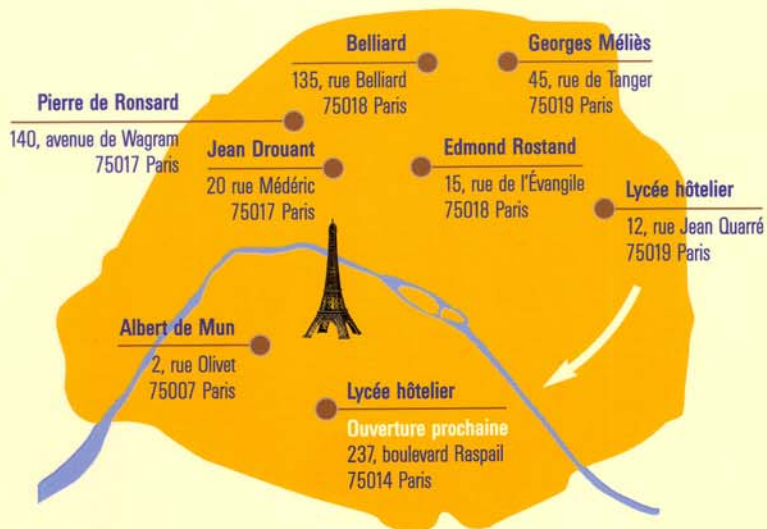 Belliard
135, rue Belliard
75018 Paris
Georges Méliès
45, rue de Tanger
75019 Paris
Pierre de Ronsard
140, avenue de Wagram
75017 Paris
Jean Drouant
20 rue Médéric
75017 Paris
Edmond Rostand
15, rue de l'Évangile
75018 Paris
Lycée hôtelier
12, rue Jean Quarré
75019 Paris
Albert de Mun
2, rue Olivet
75007 Paris
Lycée hôtelier
Ouverture prochaine
237, boulevard Raspail
75014 Paris